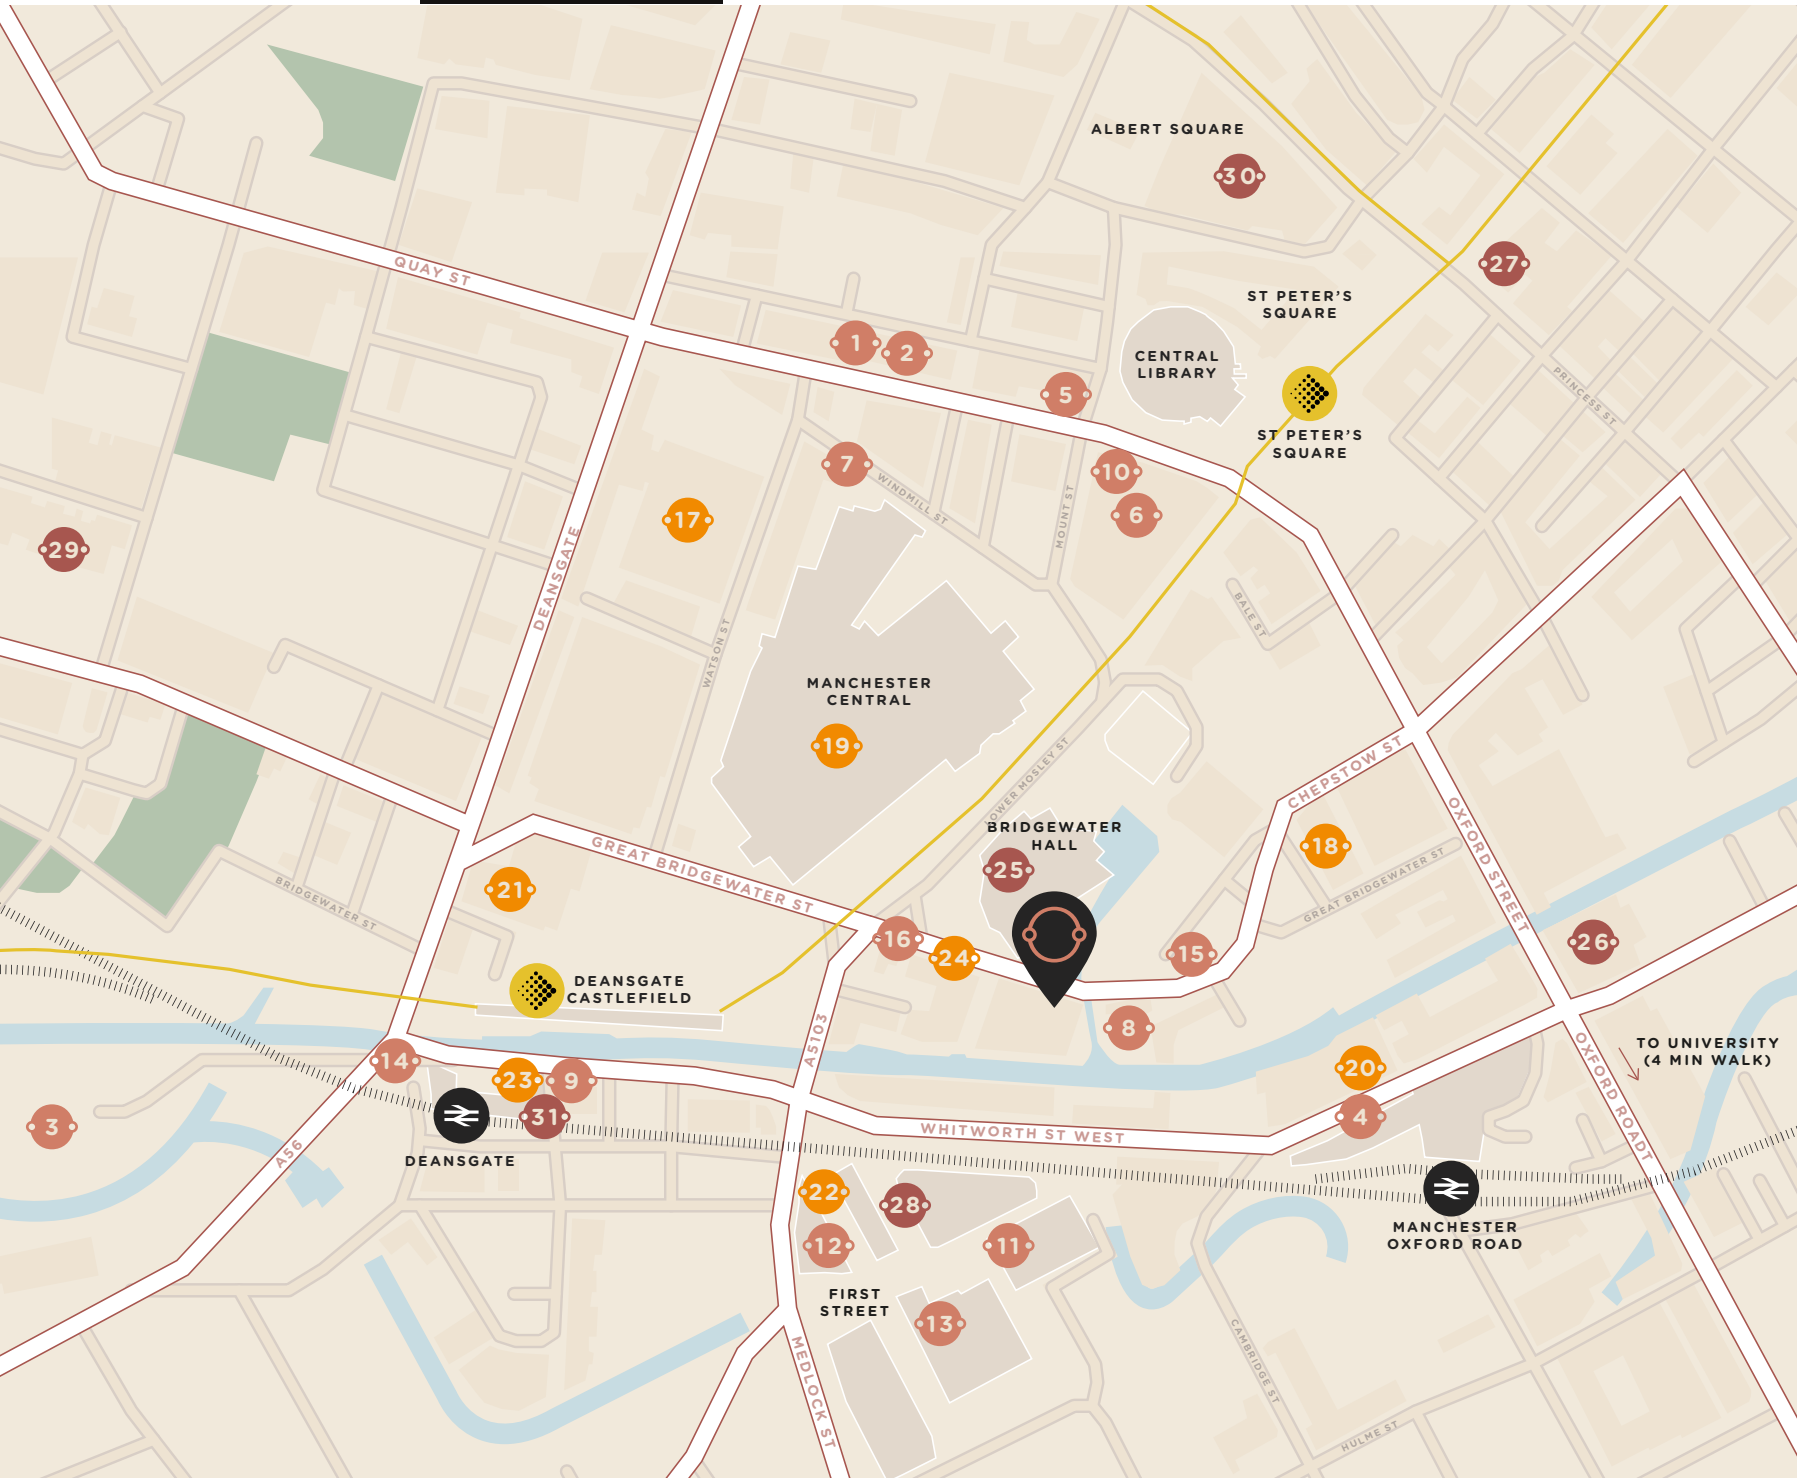 ALBERT SQUARE
30
27
QUAY ST
ST PETER'S
SQUARE
1
2
CENTRAL
LIBRARY
5
PRINCESS ST
ST PETER'S
SQUARE
7
10
WINDMILL ST
MOUNT ST
6
17
29
DEANSGATE
BALE ST
WATSON ST
MANCHESTER
CENTRAL
19
LOWER MOSLEY ST
CHEPSTOW ST
BRIDGEWATER
HALL
OXFORD STREET
18
GREAT BRIDGEWATER ST
25
21
BRIDGEWATER ST
GREAT BRIDGEWATER ST
16
24
15
26
DEANSGATE
CASTLEFIELD
A5103
8
14
23
9
20
TO UNIVERSITY
(4 MIN WALK)
3
31
4
OXFORD ROADT
A56
WHITWORTH ST WEST
DEANSGATE
22
28
MANCHESTER
OXFORD ROAD
12
11
FIRST
STREET
13
CAMBRIDGE ST
MEDLOCK ST
HULME ST